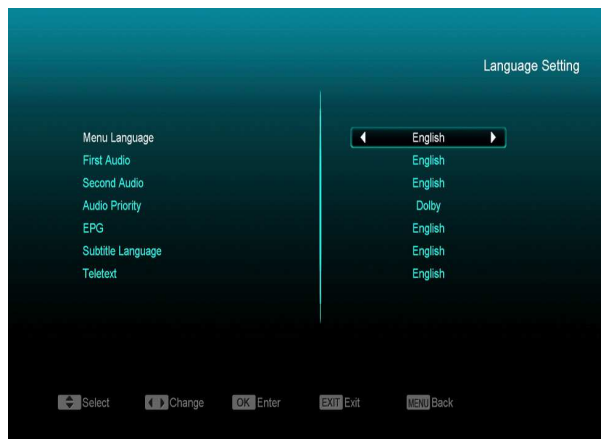 Language Setting
Menu Language English
First Audio English
Second Audio English
Audio Priority Dolby
EPG English
Subtitle Language English
Teletext English
Select Change OK Enter EXIT Exit MENU Back